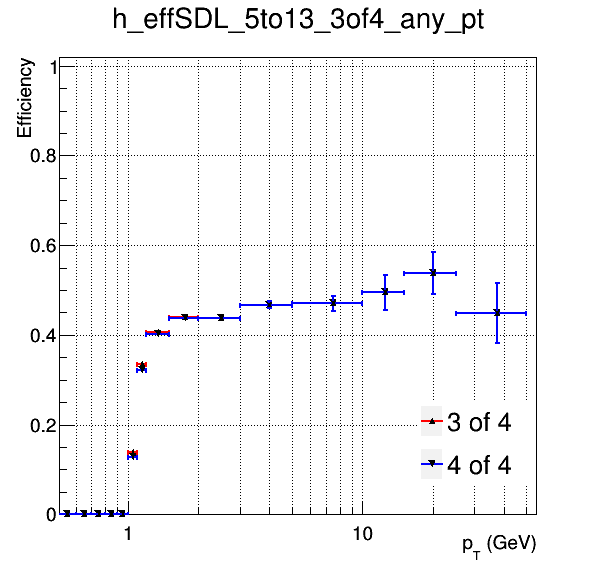 h_effSDL_5to13_3of4_any_pt
Efficiency
1
0.8
0.6
0.4
0.2
0
3 of 4
4 of 4
1
10
p_T (GeV)